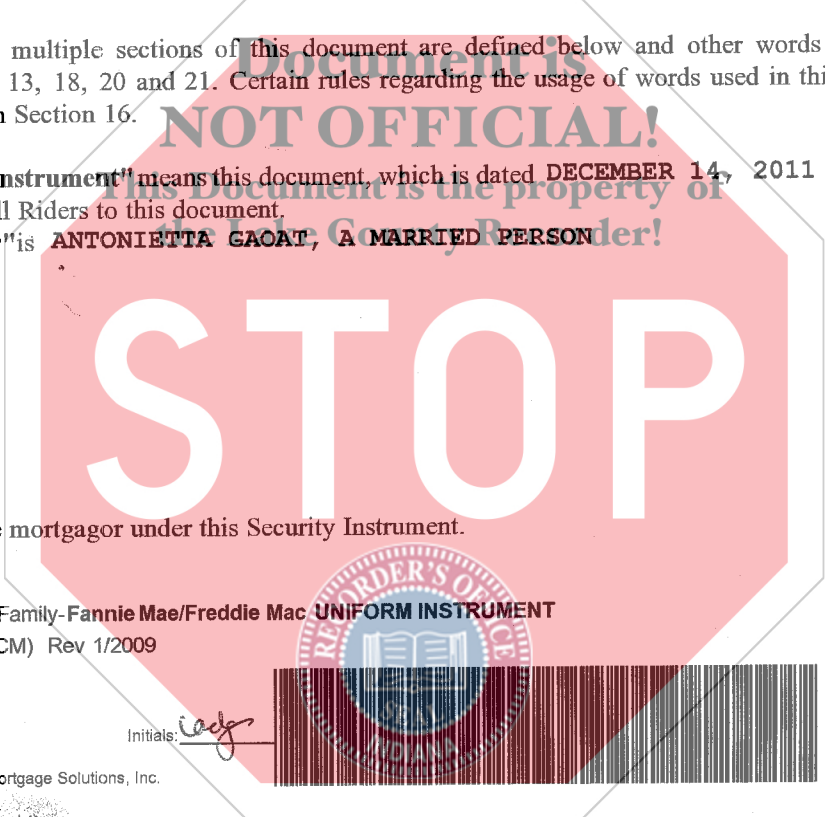 multiple sections of this document are defined below and other words
13, 18, 20 and 21. Certain rules regarding the usage of words used in thi
n Section 16.
nstrument" means this document, which is dated DECEMBER 14, 2011
ll Riders to this document.
" is ANTONIETTA GAOAT, A MARRIED PERSON
Document is
NOT OFFICIAL!
This Document is the property of
the Lake County Recorder!
STOP
e mortgagor under this Security Instrument.
Family-Fannie Mae/Freddie Mac UNIFORM INSTRUMENT
CM) Rev 1/2009
RECORDER'S OFFICE
SEAL
INDIANA
Initials:
ortgage Solutions, Inc.